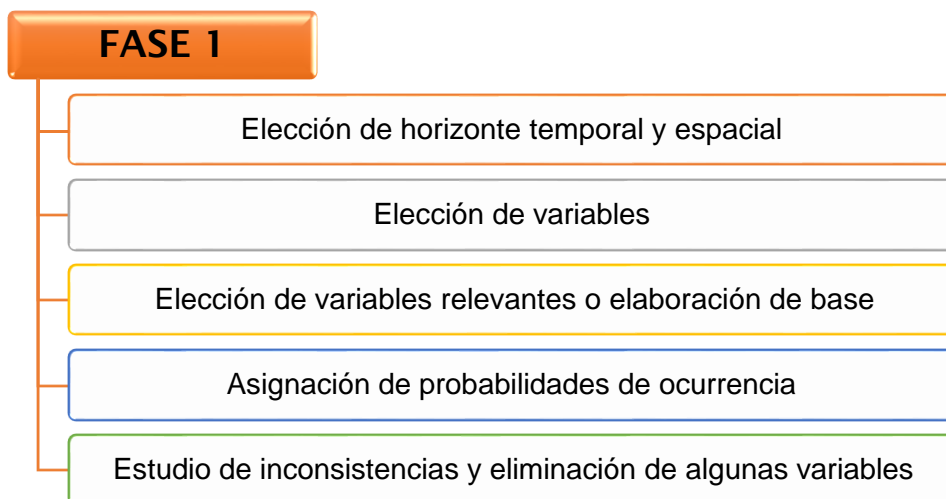 FASE 1
Elección de horizonte temporal y espacial
Elección de variables
Elección de variables relevantes o elaboración de base
Asignación de probabilidades de ocurrencia
Estudio de inconsistencias y eliminación de algunas variables